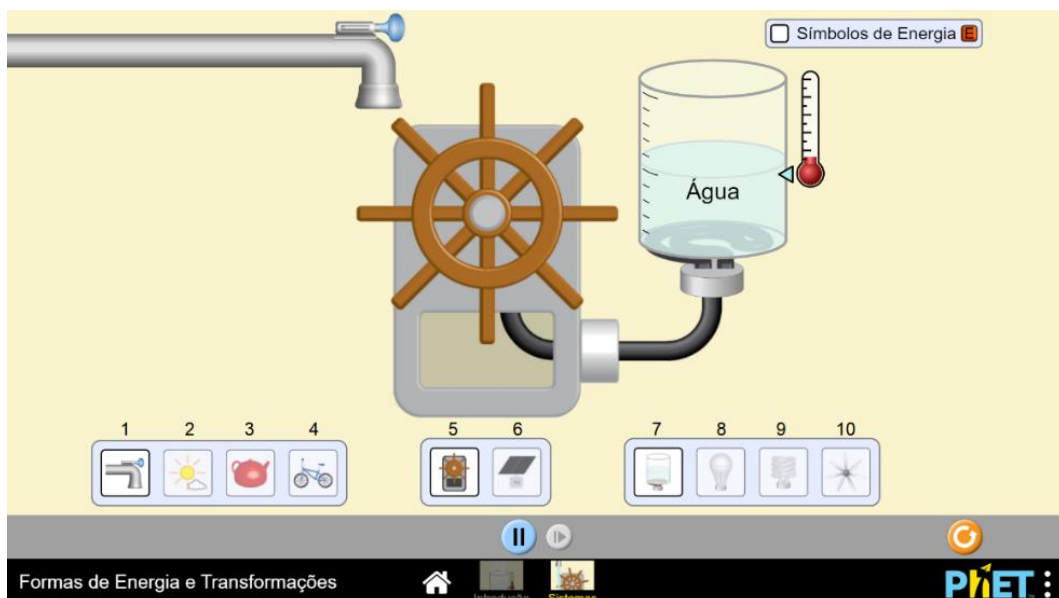 Símbolos de Energia E
Água
1 2 3 4 5 6 7 8 9 10
Formas de Energia e Transformações
Introdução
Sistemas
PhET